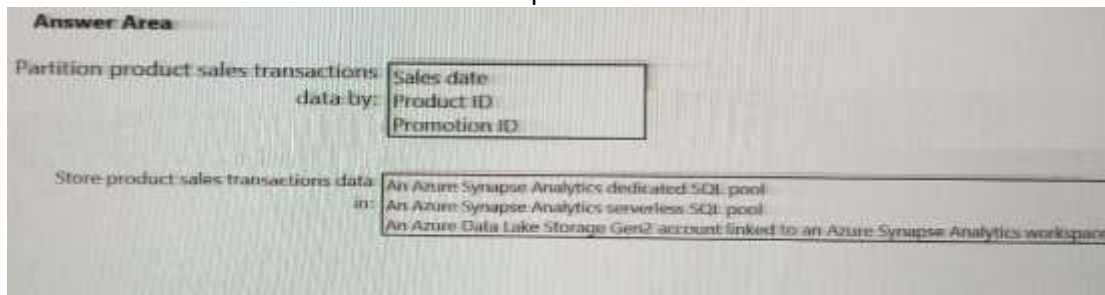 Answer Area
Partition product sales transactions data by:
Sales date
Product ID
Promotion ID
Store product sales transactions data in:
An Azure Synapse Analytics dedicated SQL pool
An Azure Synapse Analytics serverless SQL pool
An Azure Data Lake Storage Gen2 account linked to an Azure Synapse Analytics workspace